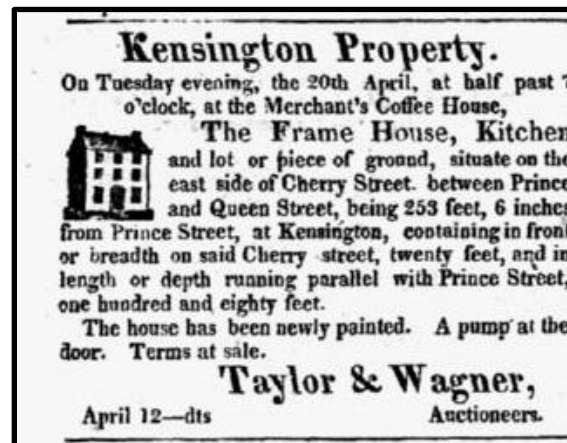 Kensington Property.
On Tuesday evening, the 20th April, at half past
o'clock, at the Merchant's Coffee House,
The Frame House, Kitchen
and lot or piece of ground, situate on the
east side of Cherry Street. between Prince
and Queen Street, being 253 feet, 6 inches
from Prince Street, at Kensington, containing in front
or breadth on said Cherry street, twenty feet, and in
length or depth running parallel with Prince Street,
one hundred and eighty feet.
The house has been newly painted. A pump at the
door. Terms at sale.
Taylor & Wagner,
April 12—dts Auctioneers.